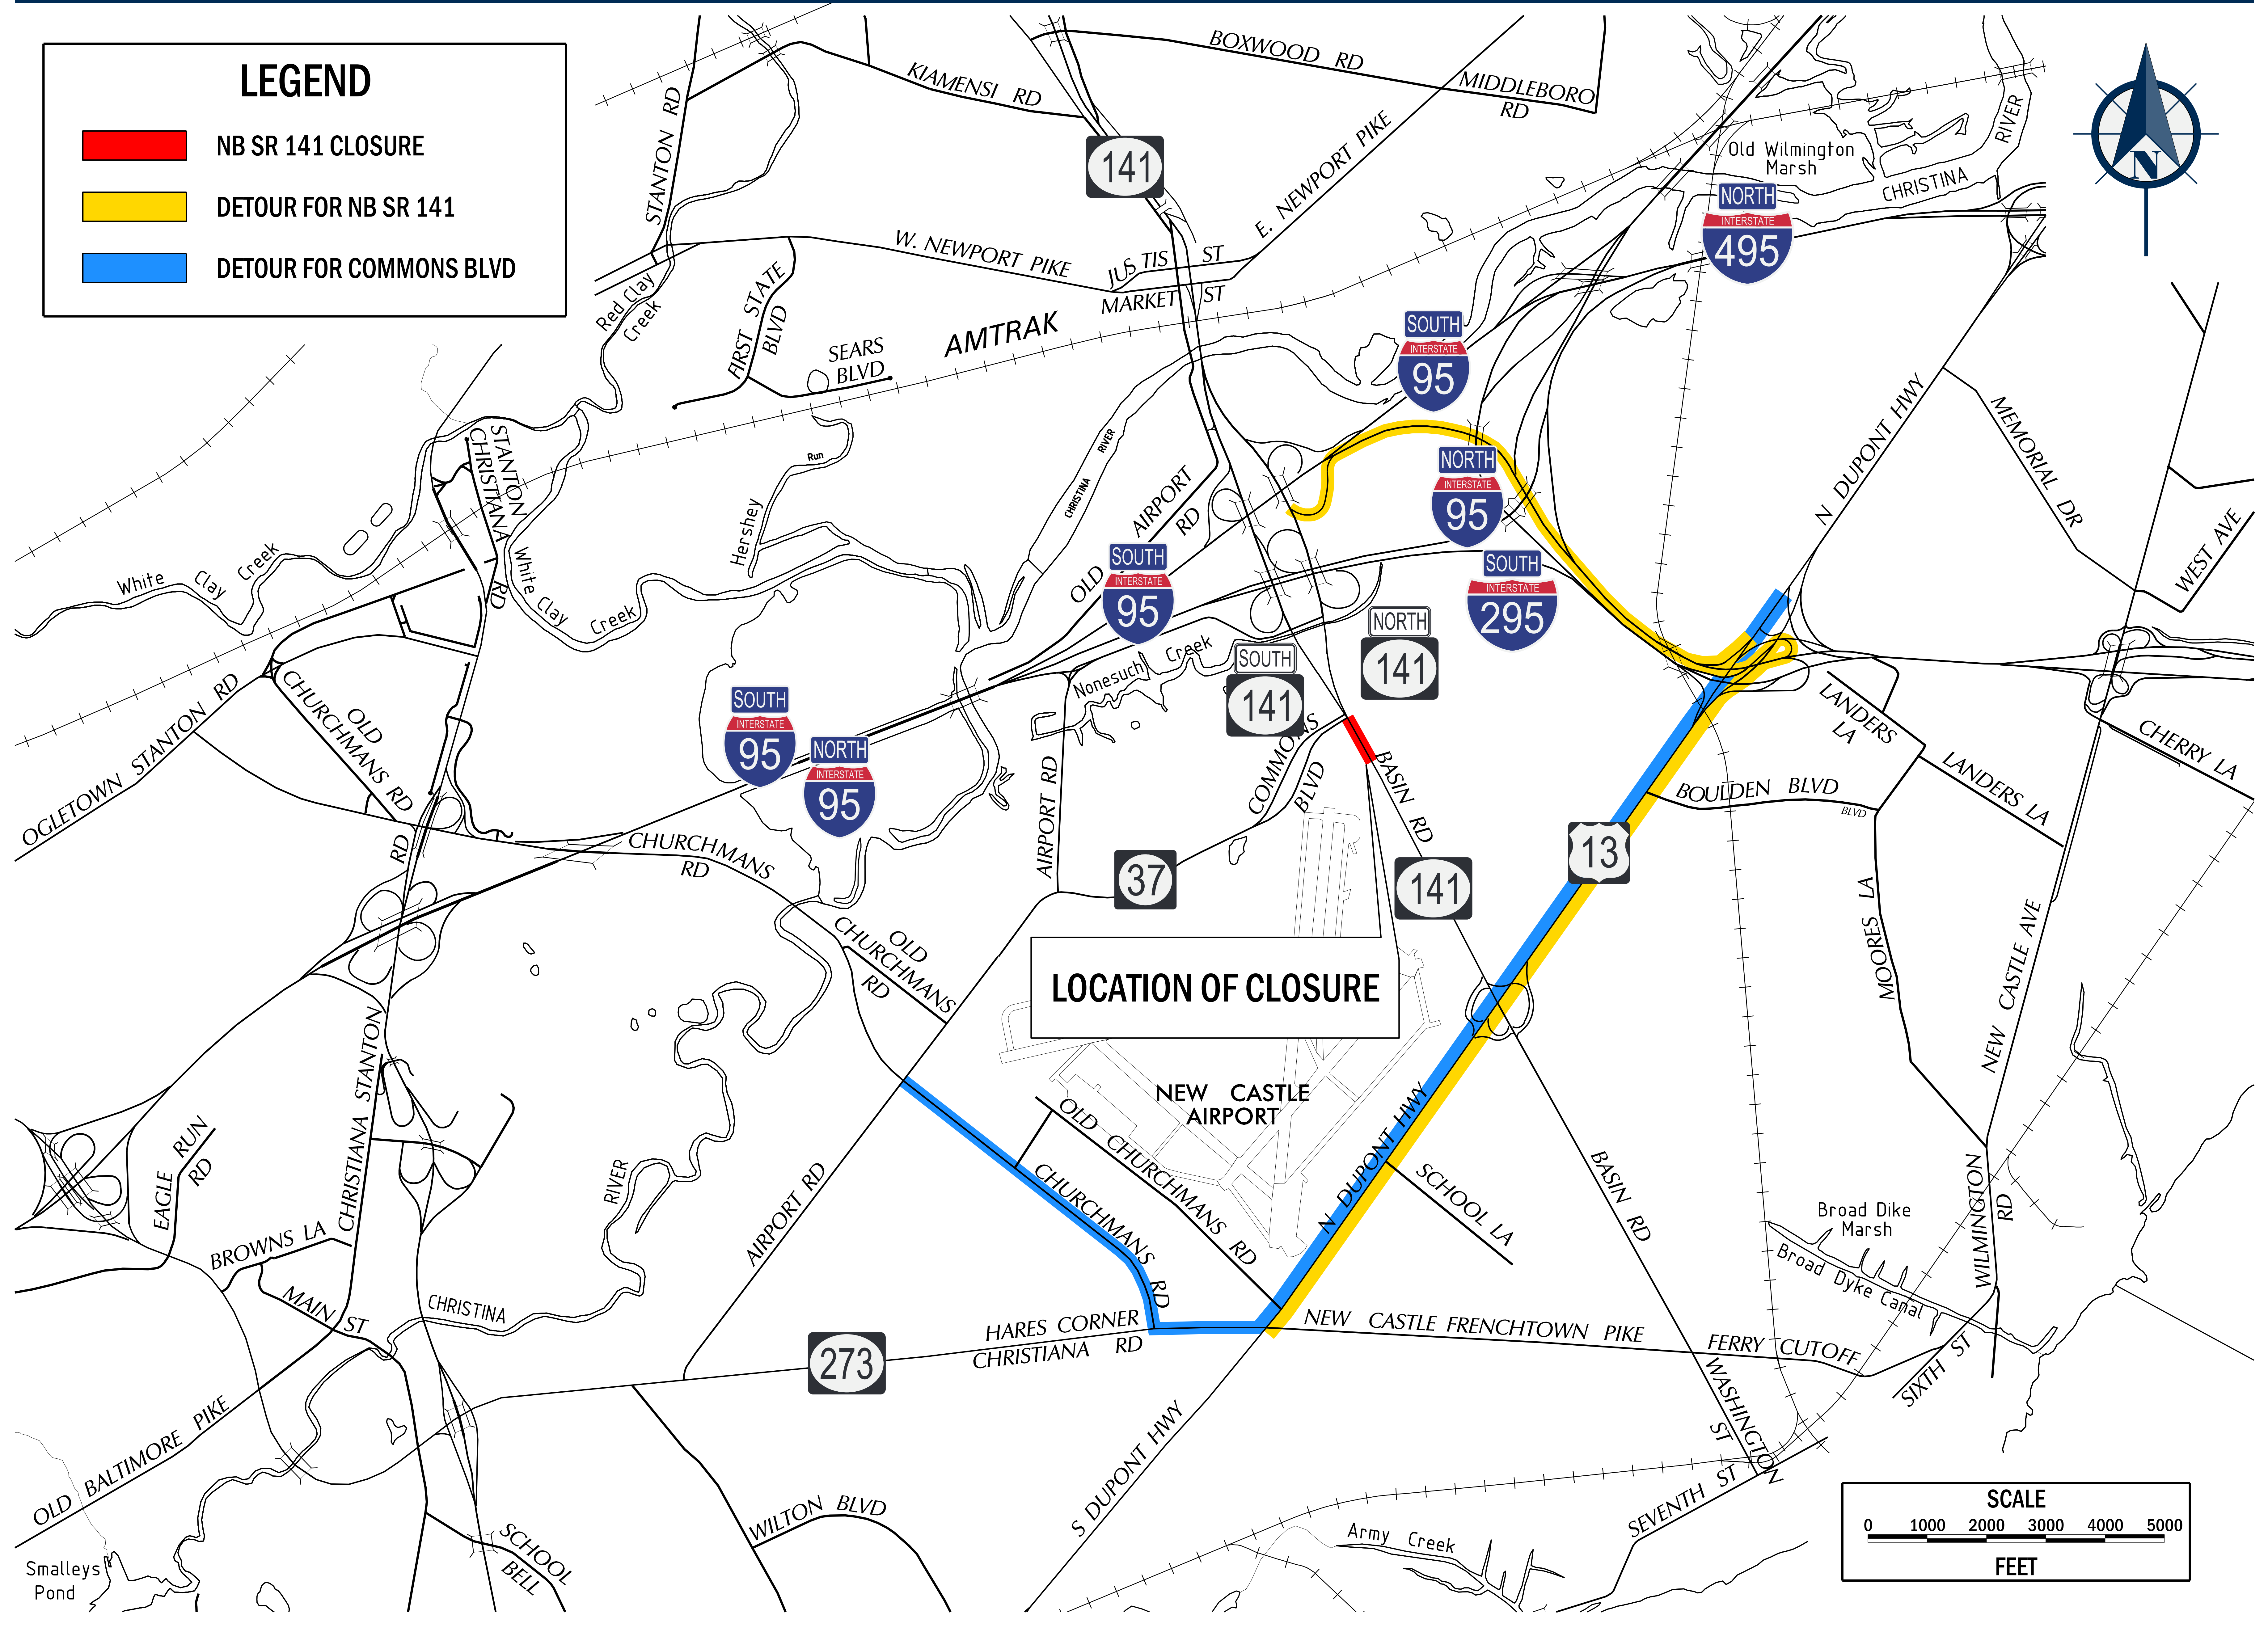 LEGEND
NB SR 141 CLOSURE
DETOUR FOR NB SR 141
DETOUR FOR COMMONS BLVD
STANTON RD
KIAMENSI RD
BOXWOOD RD
MIDDLEBORO
RD
141
E. NEWPORT PIKE
W. NEWPORT PIKE
JUS TIS ST
MARKET ST
Old Wilmington
Marsh
CHRISTINA
RIVER
NORTH
INTERSTATE
495
N
Red Clay
Creek
FIRST STATE
BLVD
SEARS
BLVD
AMTRAK
SOUTH
INTERSTATE
95
NORTH
INTERSTATE
95
SOUTH
INTERSTATE
295
N DUPONT HWY
MEMORIAL DR
WEST AVE
STANTON
CHRISTIANA
RD
White Clay Creek
White Clay Creek
Hershey
Run
CHRISTINA RIVER
OLD AIRPORT
RD
SOUTH
INTERSTATE
95
NORTH
141
SOUTH
141
Nonesuch Creek
SOUTH
INTERSTATE
95
NORTH
INTERSTATE
95
OGLETOWN STANTON RD
OLD
CHURCHMANS RD
RD
CHURCHMANS
RD
AIRPORT RD
COMMONS
BLVD
BASIN RD
37
141
13
LANDERS
LA
LANDERS LA
CHERRY LA
BOULDEN BLVD
BLVD
MOORES LA
NEW CASTLE AVE
OLD
CHURCHMANS
RD
LOCATION OF CLOSURE
NEW CASTLE
AIRPORT
OLD CHURCHMANS RD
CHURCHMANS
RD
N DUPONT HWY
SCHOOL LA
BASIN RD
AIRPORT RD
CHRISTIANA STANTON
EAGLE RUN
RD
BROWNS LA
MAIN ST
CHRISTINA
RIVER
Broad Dike
Marsh
Broad Dyke Canal
WILMINGTON
RD
HARES CORNER
CHRISTIANA RD
273
NEW CASTLE FRENCHTOWN PIKE
FERRY CUTOFF
SIXTH ST
WASHINGTON
ST
SEVENTH ST
OLD BALTIMORE PIKE
S DUPONT HWY
WILTON BLVD
SCHOOL
BELL
Smalleys
Pond
Army Creek
SCALE
0 1000 2000 3000 4000 5000
FEET